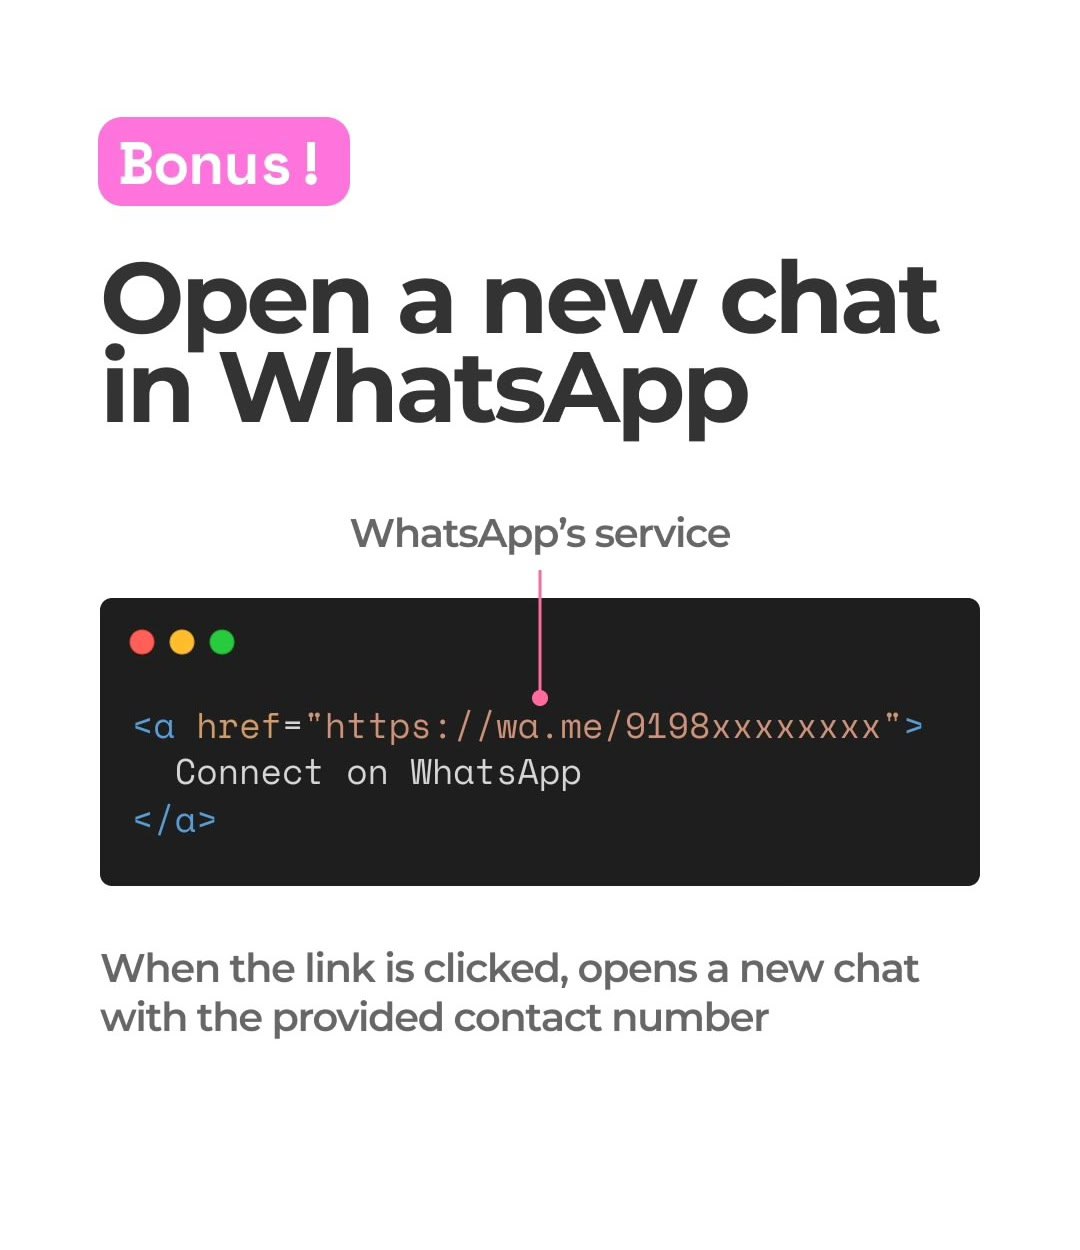 Bonus!
Open a new chat
in WhatsApp
WhatsApp’s service
<a href="https://wa.me/9198xxxxxxxx">
  Connect on WhatsApp
</a>
When the link is clicked, opens a new chat
with the provided contact number